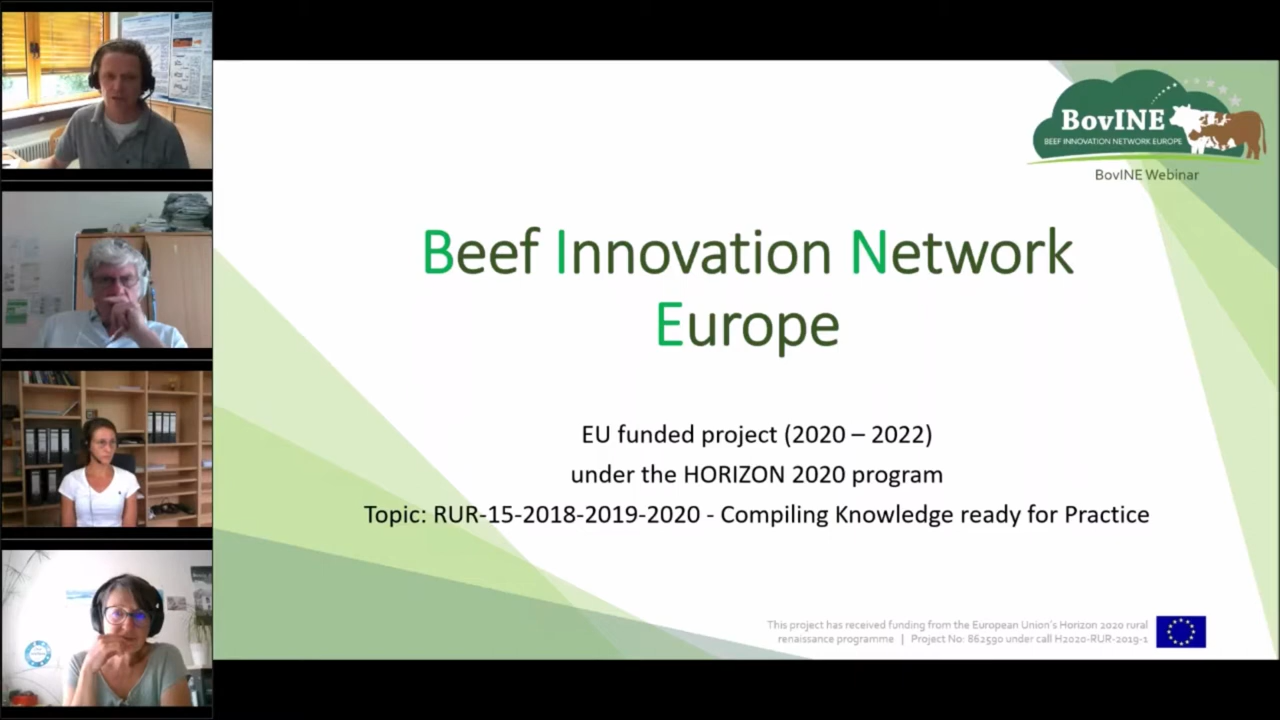 BovINE
BEEF INNOVATION NETWORK EUROPE
BovINE Webinar
Beef Innovation Network
Europe
EU funded project (2020 – 2022)
under the HORIZON 2020 program
Topic: RUR-15-2018-2019-2020 - Compiling Knowledge ready for Practice
This project has received funding from the European Union's Horizon 2020 rural
renaissance programme | Project No: 862590 under call H2020-RUR-2019-1